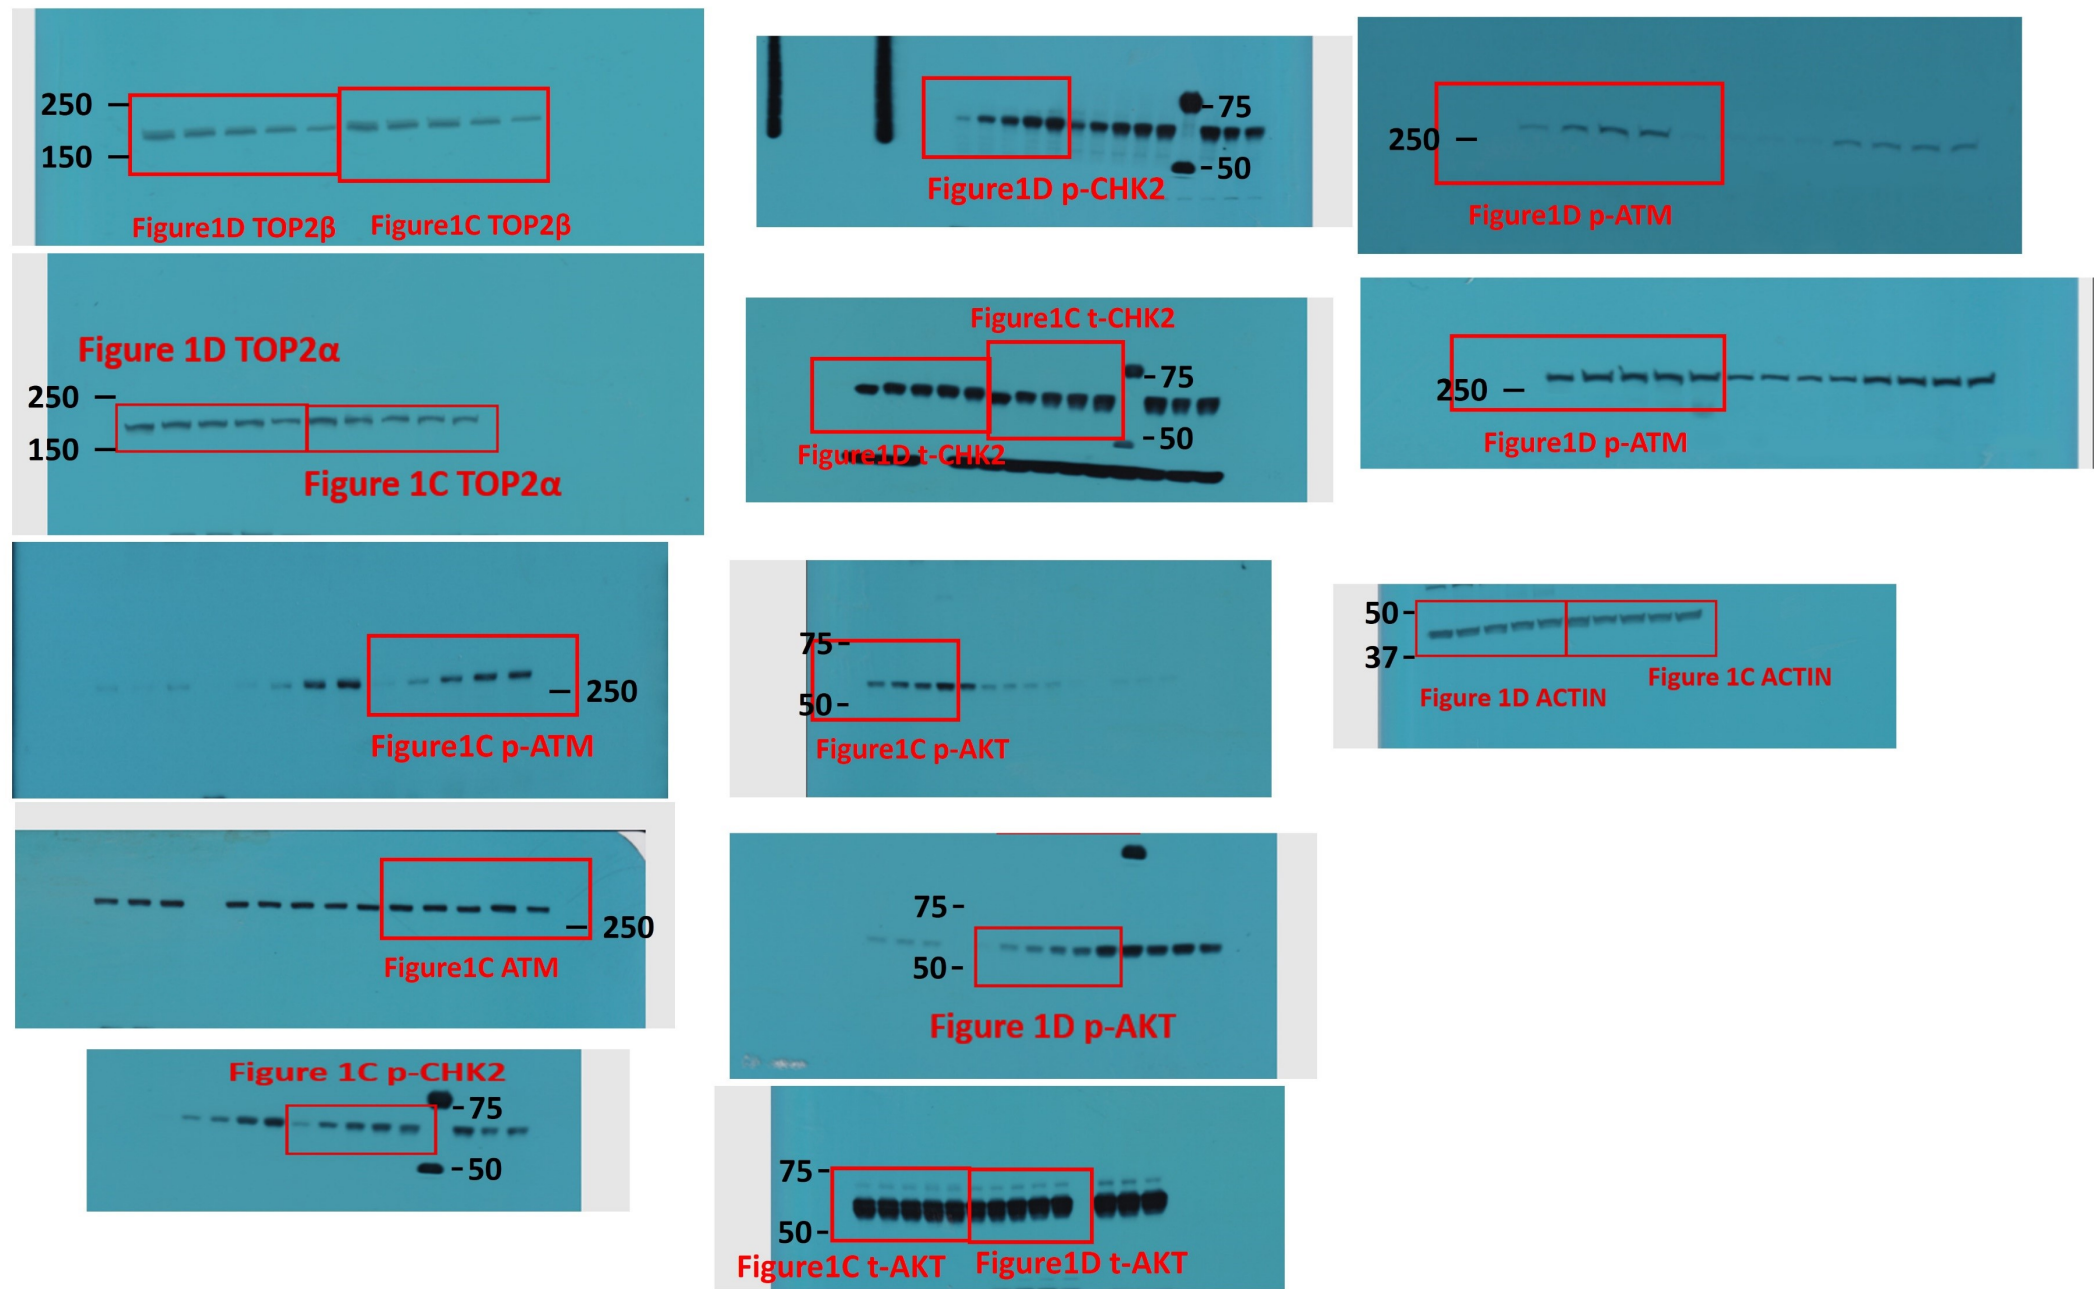 250
150
Figure1D TOP2β
Figure1C TOP2β
Figure 1D TOP2α
250
150
Figure 1C TOP2α
250
Figure1C p-ATM
250
Figure1C ATM
Figure 1C p-CHK2
75
50
75
50
Figure1D p-CHK2
Figure1C t-CHK2
75
50
Figure1D t-CHK2
75
50
Figure1C p-AKT
75
50
Figure 1D p-AKT
75
50
Figure1C t-AKT
Figure1D t-AKT
250
Figure1D p-ATM
250
Figure1D p-ATM
50
37
Figure 1D ACTIN
Figure 1C ACTIN